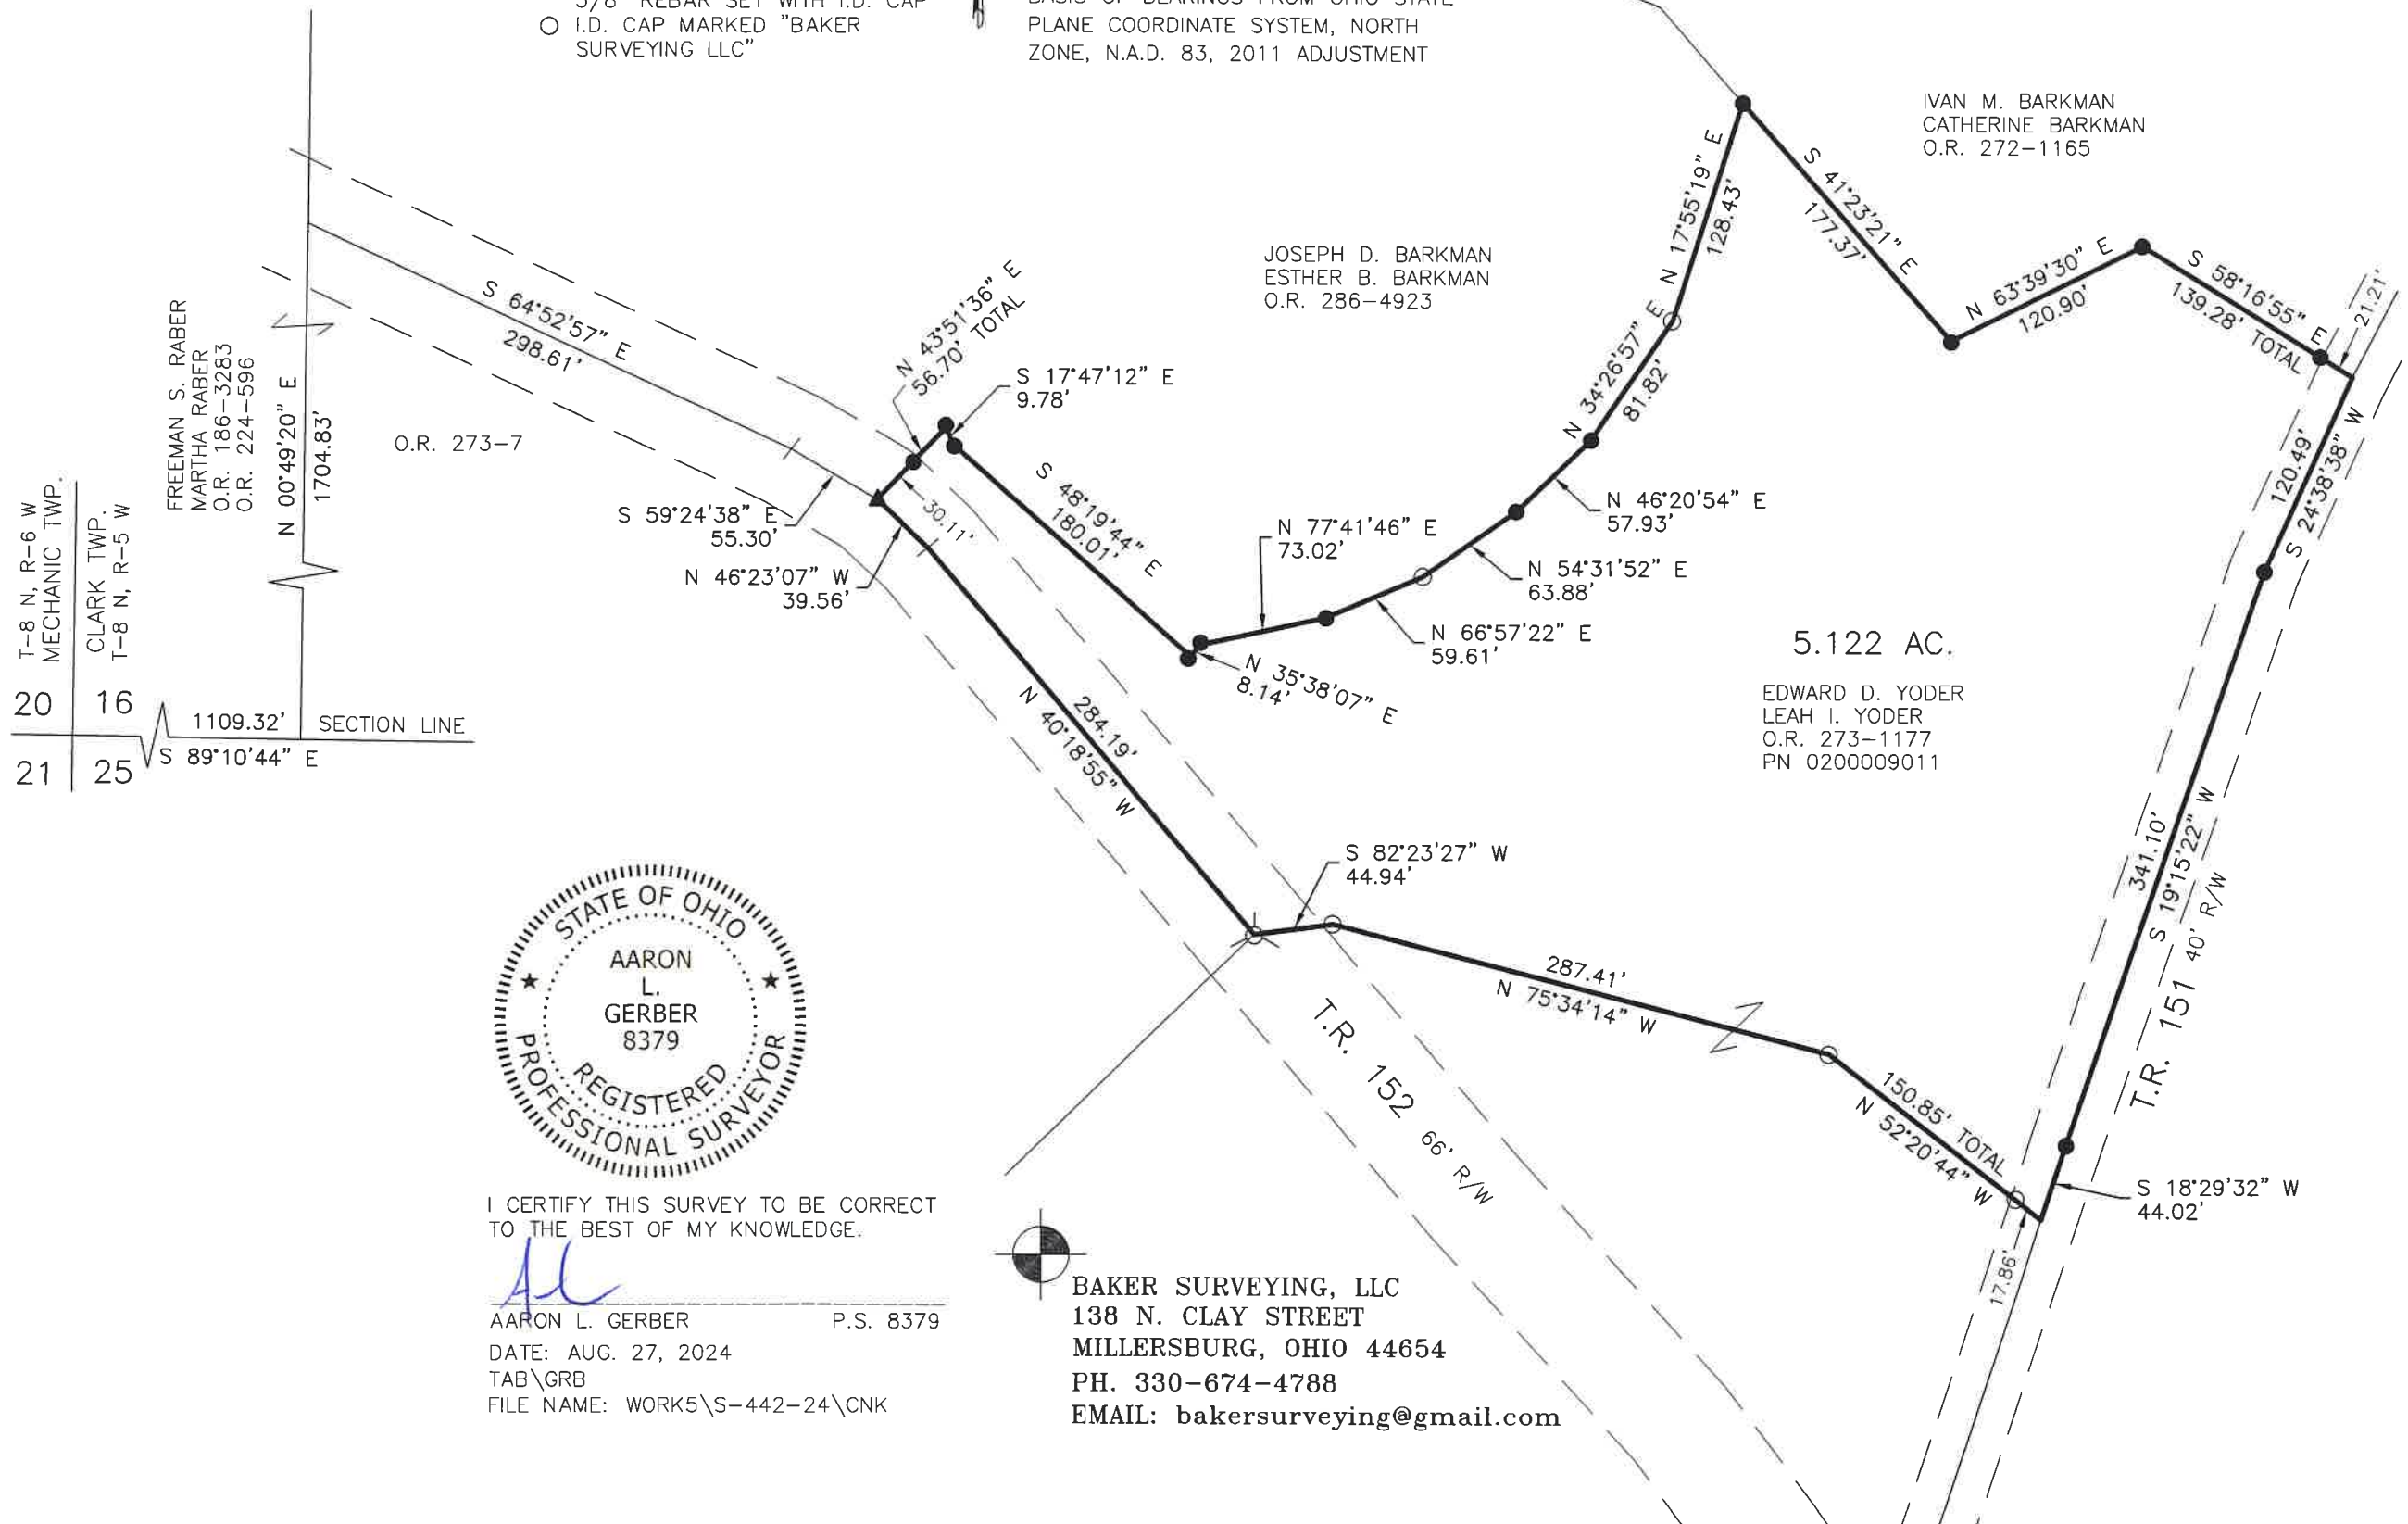 5/8" REBAR SET WITH I.D. CAP
I.D. CAP MARKED "BAKER
SURVEYING LLC"
BASIS OF BEARINGS FROM OHIO STATE
PLANE COORDINATE SYSTEM, NORTH
ZONE, N.A.D. 83, 2011 ADJUSTMENT
IVAN M. BARKMAN
CATHERINE BARKMAN
O.R. 272-1165
JOSEPH D. BARKMAN
ESTHER B. BARKMAN
O.R. 286-4923
N 17°55'19" E
128.43'
S 41°23'21" E
177.37'
N 63°39'30" E
120.90'
S 58°16'55" E
139.28' TOTAL
21.21'
S 64°52'57" E
298.61'
N 43°51'36" E
56.70' TOTAL
S 17°47'12" E
9.78'
N 34°26'57" E
81.82'
FREEMAN S. RABER
MARTHA RABER
O.R. 186-3283
O.R. 224-596
N 00°49'20" E
1704.83'
O.R. 273-7
S 59°24'38" E
55.30'
30.11'
N 46°23'07" W
39.56'
S 48°19'44" E
180.01'
N 77°41'46" E
73.02'
N 46°20'54" E
57.93'
N 54°31'52" E
63.88'
N 66°57'22" E
59.61'
N 35°38'07" E
8.14'
120.49'
S 24°38'38" W
T-8 N, R-6 W
MECHANIC TWP.
CLARK TWP.
T-8 N, R-5 W
20
16
1109.32'
SECTION LINE
21
25
S 89°10'44" E
5.122 AC.
EDWARD D. YODER
LEAH I. YODER
O.R. 273-1177
PN 0200009011
284.19'
N 40°18'55" W
341.10'
S 19°15'22" W
T.R. 151 40' R/W
S 82°23'27" W
44.94'
287.41'
N 75°34'14" W
T.R. 152 66' R/W
150.85' TOTAL
N 52°20'44" W
S 18°29'32" W
44.02'
17.86'
STATE OF OHIO
AARON
L.
GERBER
8379
REGISTERED
PROFESSIONAL SURVEYOR
I CERTIFY THIS SURVEY TO BE CORRECT
TO THE BEST OF MY KNOWLEDGE.
AARON L. GERBER P.S. 8379
DATE: AUG. 27, 2024
TAB\GRB
FILE NAME: WORK5\S-442-24\CNK
BAKER SURVEYING, LLC
138 N. CLAY STREET
MILLERSBURG, OHIO 44654
PH. 330-674-4788
EMAIL: bakersurveying@gmail.com